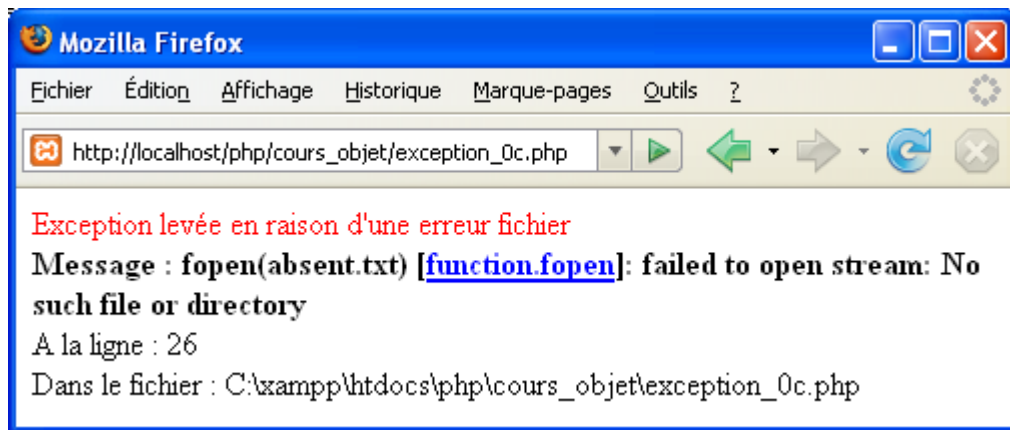 Mozilla Firefox
Fichier Édition Affichage Historique Marque-pages Outils ?
http://localhost/php/cours_objet/exception_0c.php
Exception levée en raison d'une erreur fichier
Message : fopen(absent.txt) [function.fopen]: failed to open stream: No
such file or directory
A la ligne : 26
Dans le fichier : C:\xampp\htdocs\php\cours_objet\exception_0c.php